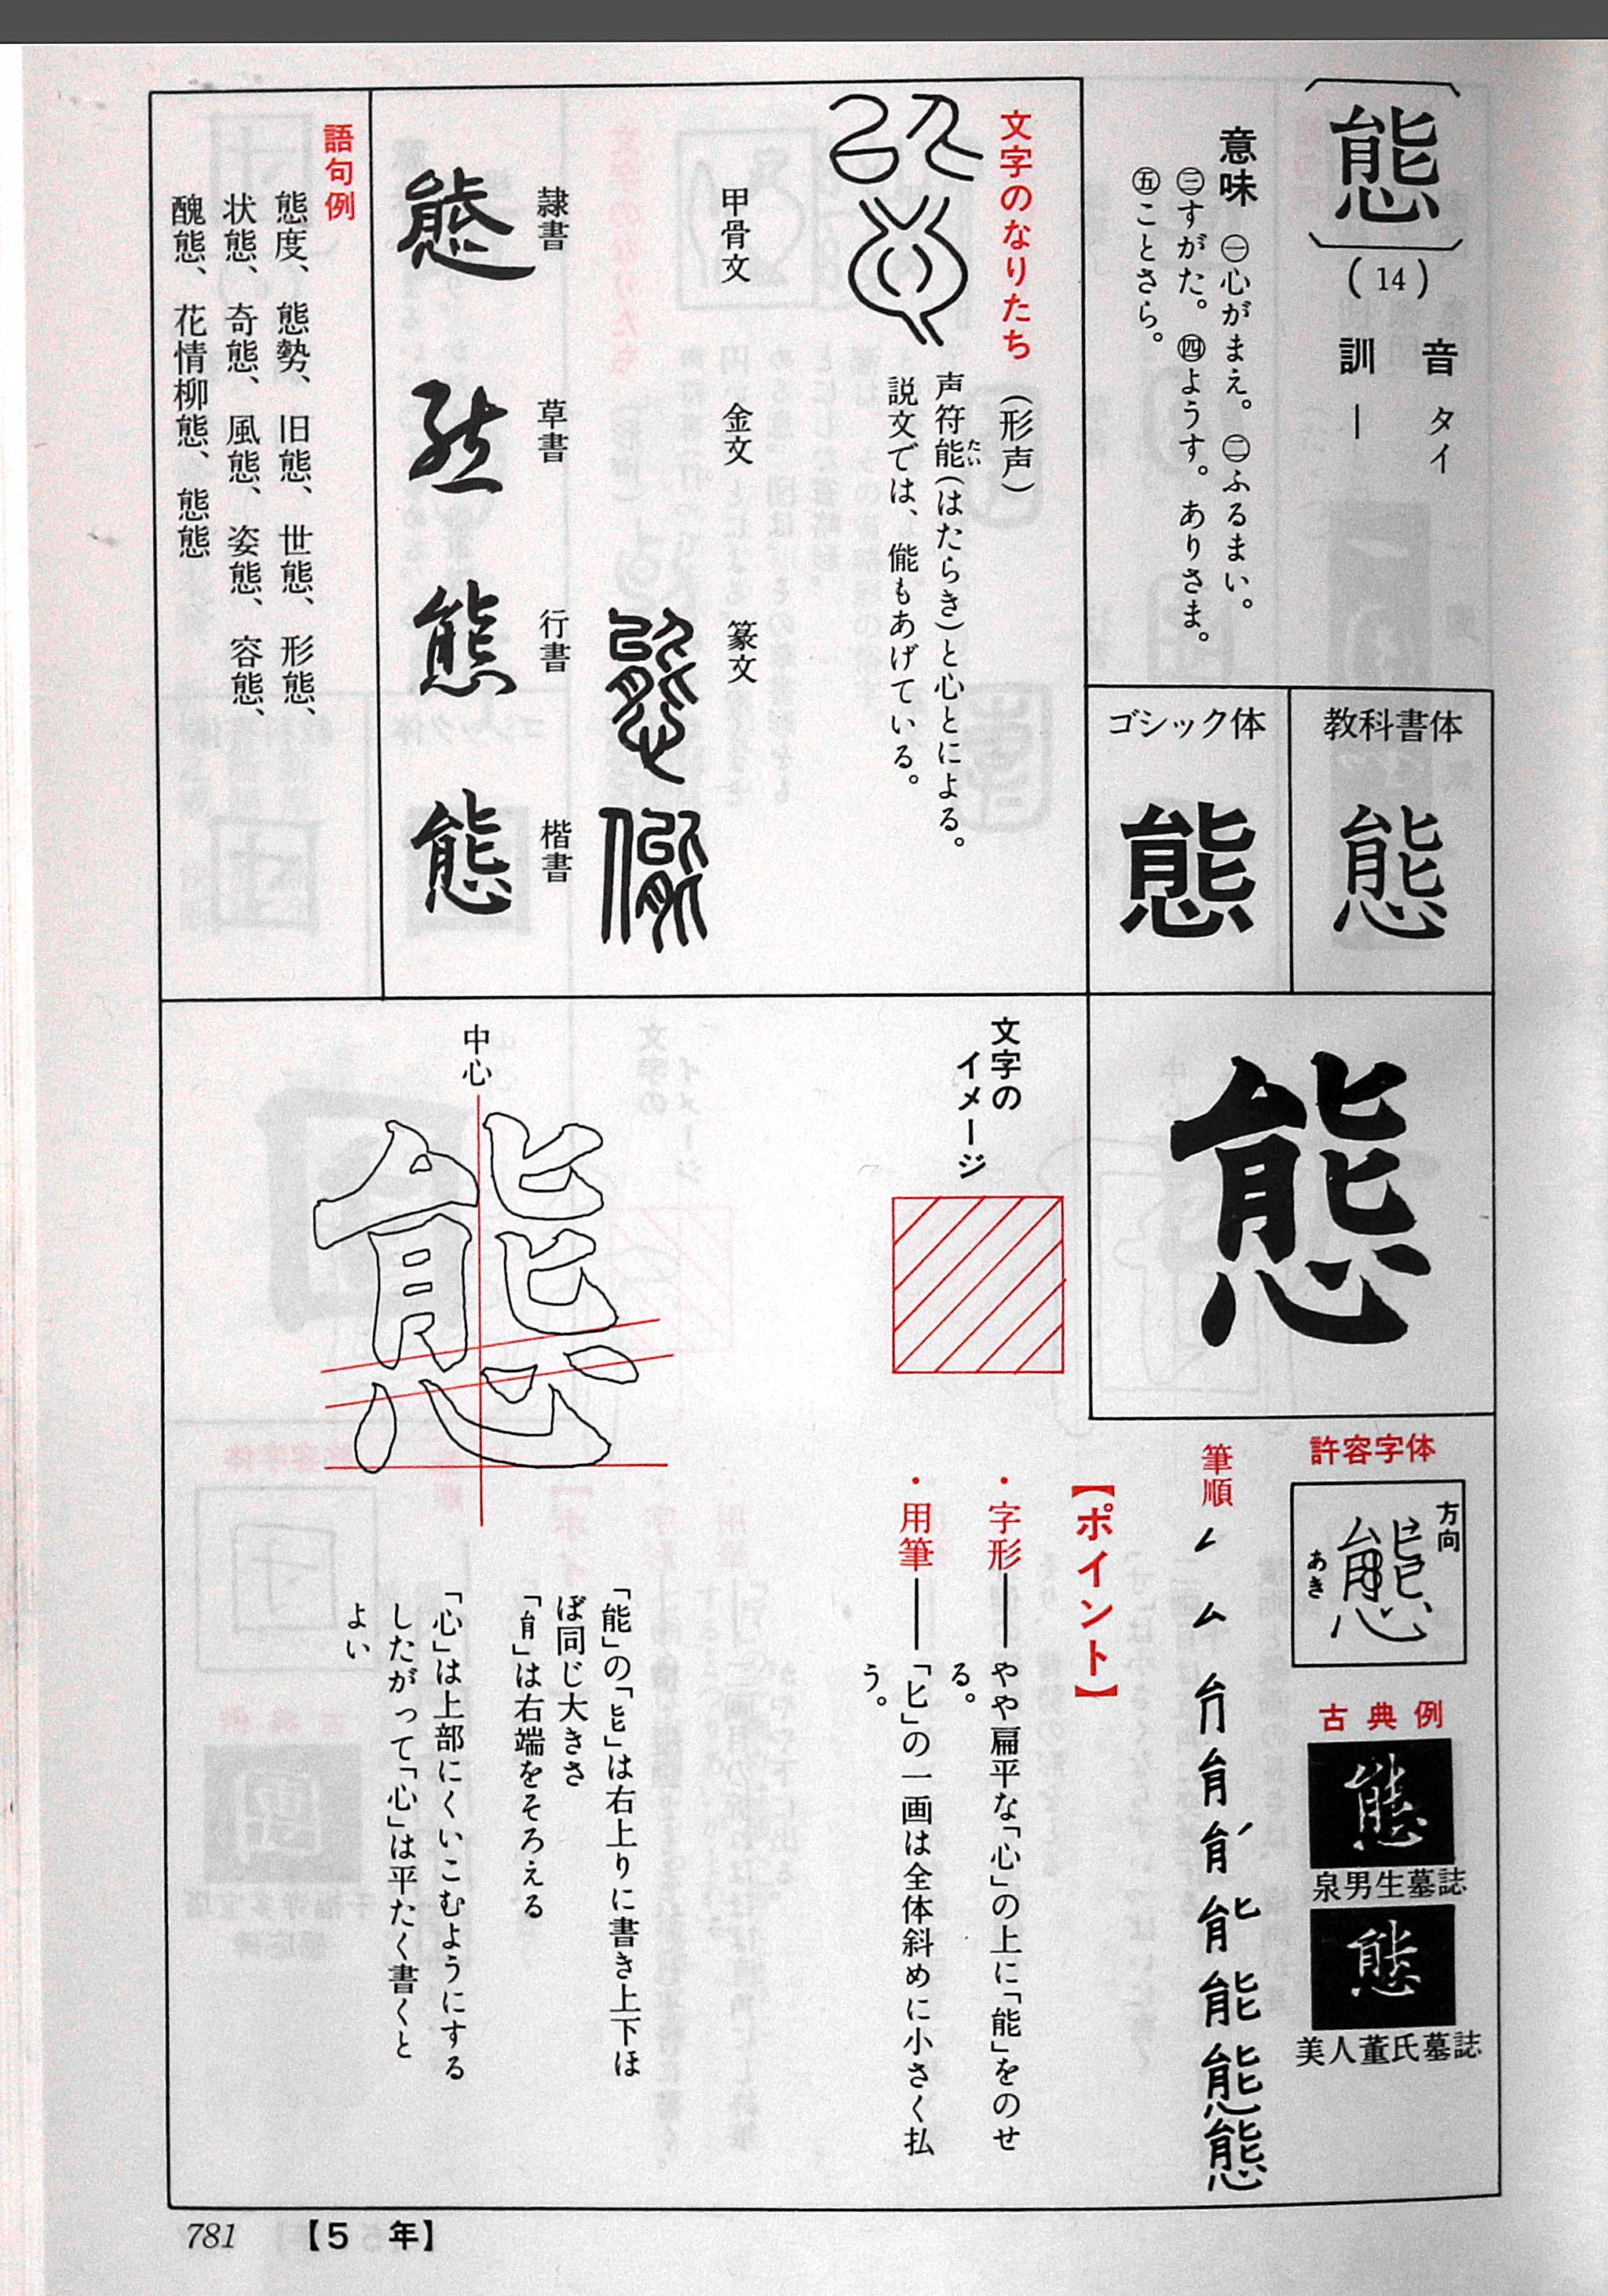 態
(14)
音 タイ
訓 ―
意味 ㊀心がまえ。㊁ふるまい。
㊂すがた。㊃ようす。ありさま。
㊄ことさら。
教科書体
態
ゴシック体
態
態
文字のなりたち
(形声)
声符能(はたらき)と心とによる。
たい
説文では、儱もあげている。
甲骨文
金文
篆文
隷書
態
草書
態
行書
態
楷書
態
語句例
態度、態勢、旧態、世態、形態、
状態、奇態、風態、姿態、容態、
醜態、花情柳態、態態
許容字体
方向
態
あき
古典例
態
泉男生墓誌
態
美人董氏墓誌
筆順
能
態
態
【ポイント】
・字形――やや扁平な「心」の上に「能」をのせ
る。
・用筆――「匕」の一画は全体斜めに小さく払
う。
文字の
イメージ
中心
態
「能」の「㠯」は右上りに書き上下ほ
ぼ同じ大きさ
「䏍」は右端をそろえる
「心」は上部にくいこむようにする
したがって「心」は平たく書くと
よい
781 【5 年】